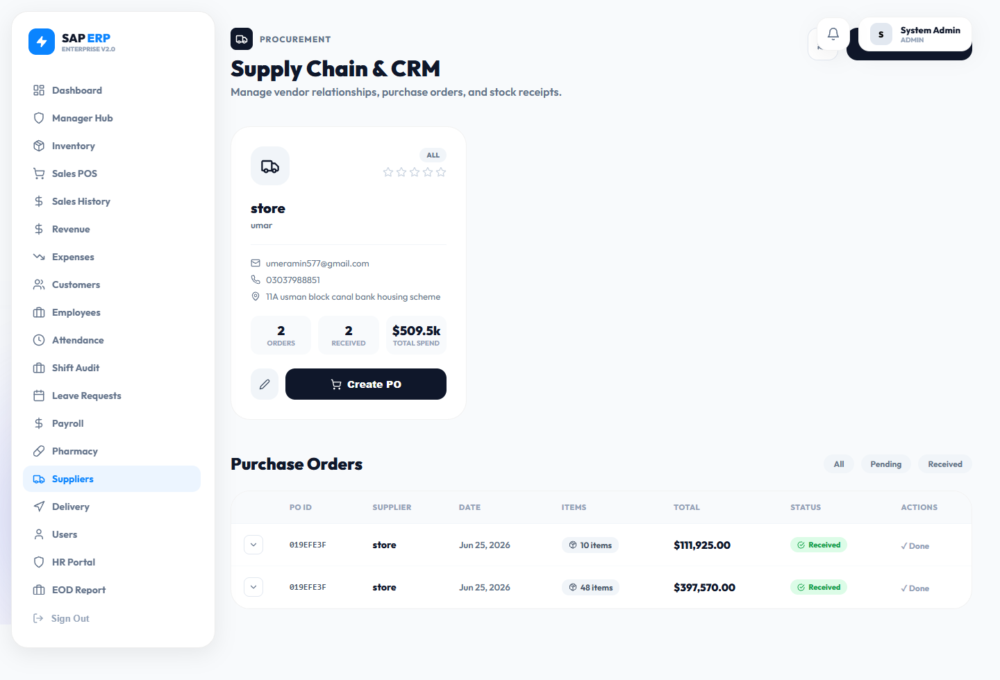 SAP ERP
ENTERPRISE V2.0
Dashboard
Manager Hub
Inventory
Sales POS
Sales History
Revenue
Expenses
Customers
Employees
Attendance
Shift Audit
Leave Requests
Payroll
Pharmacy
Suppliers
Delivery
Users
HR Portal
EOD Report
Sign Out
PROCUREMENT
Supply Chain & CRM
Manage vendor relationships, purchase orders, and stock receipts.
S
System Admin
ADMIN
ALL
store
umar
umeramin577@gmail.com
03037988851
11A usman block canal bank housing scheme
2 2 $509.5k
ORDERS RECEIVED TOTAL SPEND
Create PO
Purchase Orders
All Pending Received
PO ID SUPPLIER DATE ITEMS TOTAL STATUS ACTIONS
019EFE3F store Jun 25, 2026 10 items $111,925.00 Received ✓ Done
019EFE3F store Jun 25, 2026 48 items $397,570.00 Received ✓ Done